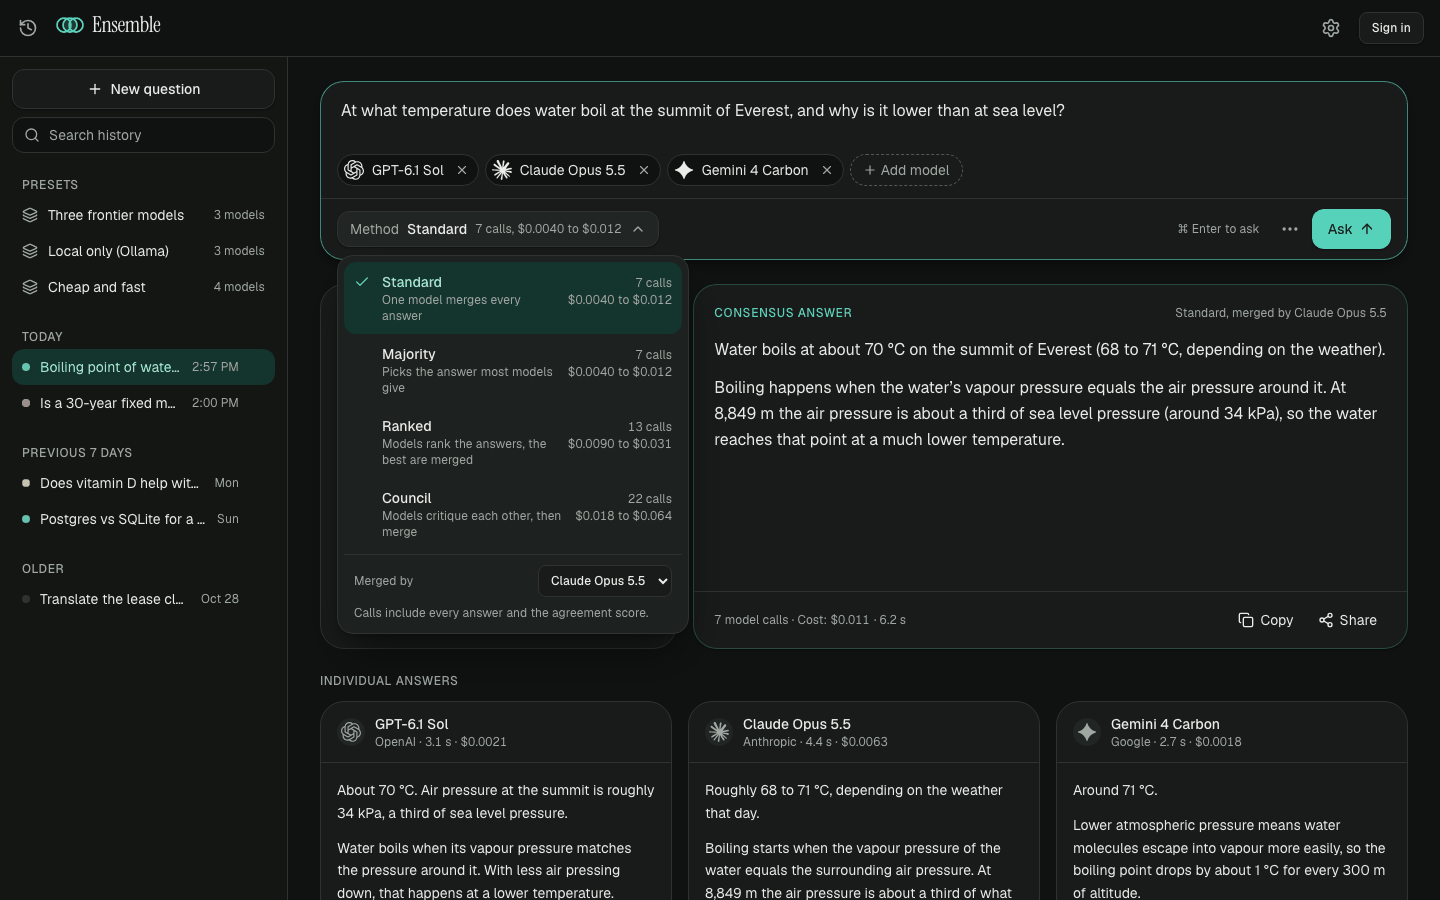 Ensemble
Sign in
New question
Search history
PRESETS
Three frontier models 3 models
Local only (Ollama) 3 models
Cheap and fast 4 models
TODAY
Boiling point of wate... 2:57 PM
Is a 30-year fixed m... 2:00 PM
PREVIOUS 7 DAYS
Does vitamin D help wit... Mon
Postgres vs SQLite for a ... Sun
OLDER
Translate the lease cl... Oct 28
At what temperature does water boil at the summit of Everest, and why is it lower than at sea level?
GPT-6.1 Sol
Claude Opus 5.5
Gemini 4 Carbon
+ Add model
Method Standard 7 calls, $0.0040 to $0.012
⌘ Enter to ask
Ask
Standard 7 calls
One model merges every $0.0040 to $0.012
answer
Majority 7 calls
Picks the answer most models $0.0040 to $0.012
give
Ranked 13 calls
Models rank the answers, the $0.0090 to $0.031
best are merged
Council 22 calls
Models critique each other, then $0.018 to $0.064
merge
Merged by Claude Opus 5.5
Calls include every answer and the agreement score.
CONSENSUS ANSWER Standard, merged by Claude Opus 5.5
Water boils at about 70 °C on the summit of Everest (68 to 71 °C, depending on the weather).
Boiling happens when the water’s vapour pressure equals the air pressure around it. At
8,849 m the air pressure is about a third of sea level pressure (around 34 kPa), so the water
reaches that point at a much lower temperature.
7 model calls · Cost: $0.011 · 6.2 s
Copy
Share
INDIVIDUAL ANSWERS
GPT-6.1 Sol
OpenAI · 3.1 s · $0.0021
About 70 °C. Air pressure at the summit is roughly
34 kPa, a third of sea level pressure.
Water boils when its vapour pressure matches
the pressure around it. With less air pressing
down, that happens at a lower temperature.
Claude Opus 5.5
Anthropic · 4.4 s · $0.0063
Roughly 68 to 71 °C, depending on the weather
that day.
Boiling starts when the vapour pressure of the
water equals the surrounding air pressure. At
8,849 m the air pressure is about a third of what
Gemini 4 Carbon
Google · 2.7 s · $0.0018
Around 71 °C.
Lower atmospheric pressure means water
molecules escape into vapour more easily, so the
boiling point drops by about 1 °C for every 300 m
of altitude.